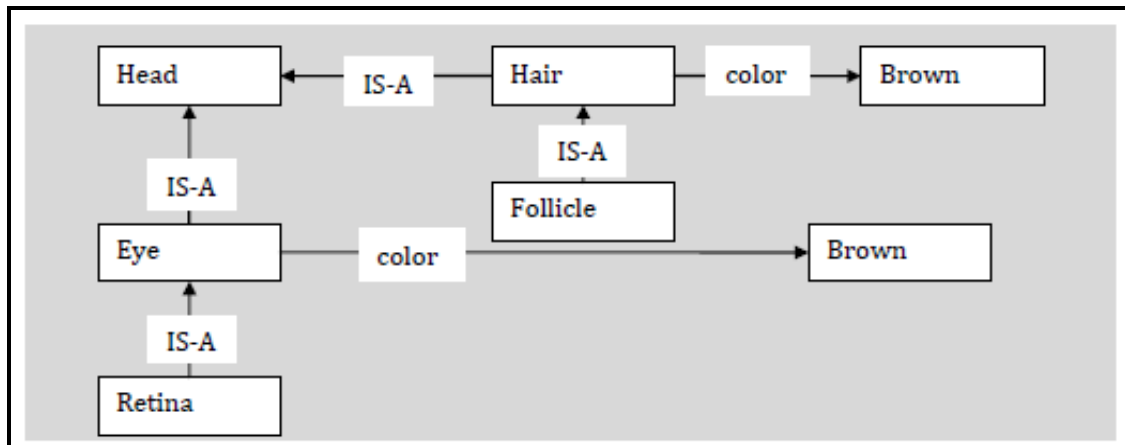 Head
IS-A
Hair
color
Brown
IS-A
IS-A
Follicle
Eye
color
Brown
IS-A
Retina